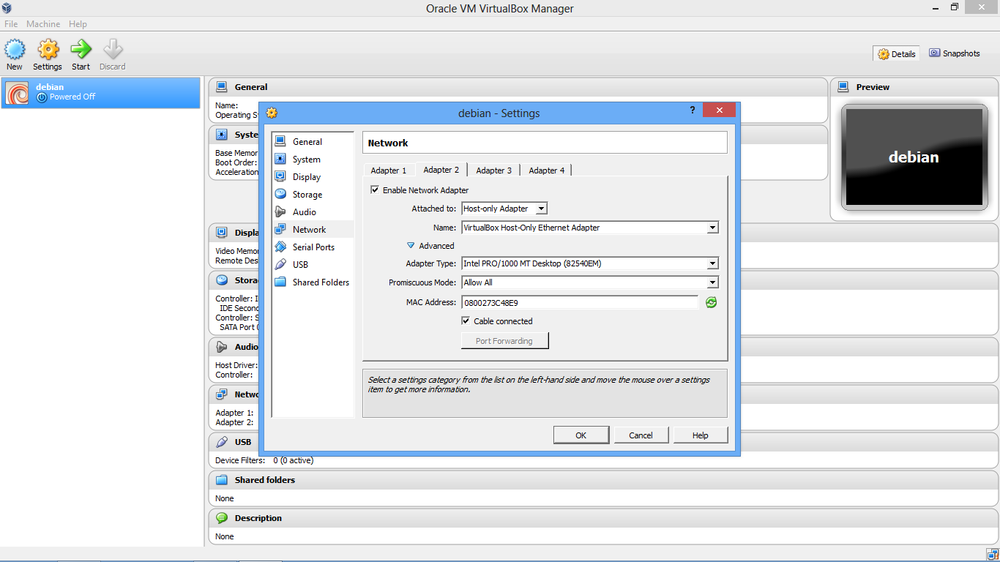 Oracle VM VirtualBox Manager
File Machine Help
New Settings Start Discard
Details Snapshots
debian
Powered Off
General
Name:
Operating S
Syste
Base Memor
Boot Order:
Acceleration
Displa
Video Memo
Remote Des
Stora
Controller: I
IDE Second
Controller: S
SATA Port 0
Audio
Host Driver:
Controller:
Netwo
Adapter 1:
Adapter 2:
USB
Device Filters: 0 (0 active)
Shared folders
None
Description
None
Preview
debian
debian - Settings
?
General
System
Display
Storage
Audio
Network
Serial Ports
USB
Shared Folders
Network
Adapter 1 Adapter 2 Adapter 3 Adapter 4
Enable Network Adapter
Attached to: Host-only Adapter
Name: VirtualBox Host-Only Ethernet Adapter
Advanced
Adapter Type: Intel PRO/1000 MT Desktop (82540EM)
Promiscuous Mode: Allow All
MAC Address: 0800273C48E9
Cable connected
Port Forwarding
Select a settings category from the list on the left-hand side and move the mouse over a settings
item to get more information.
OK Cancel Help